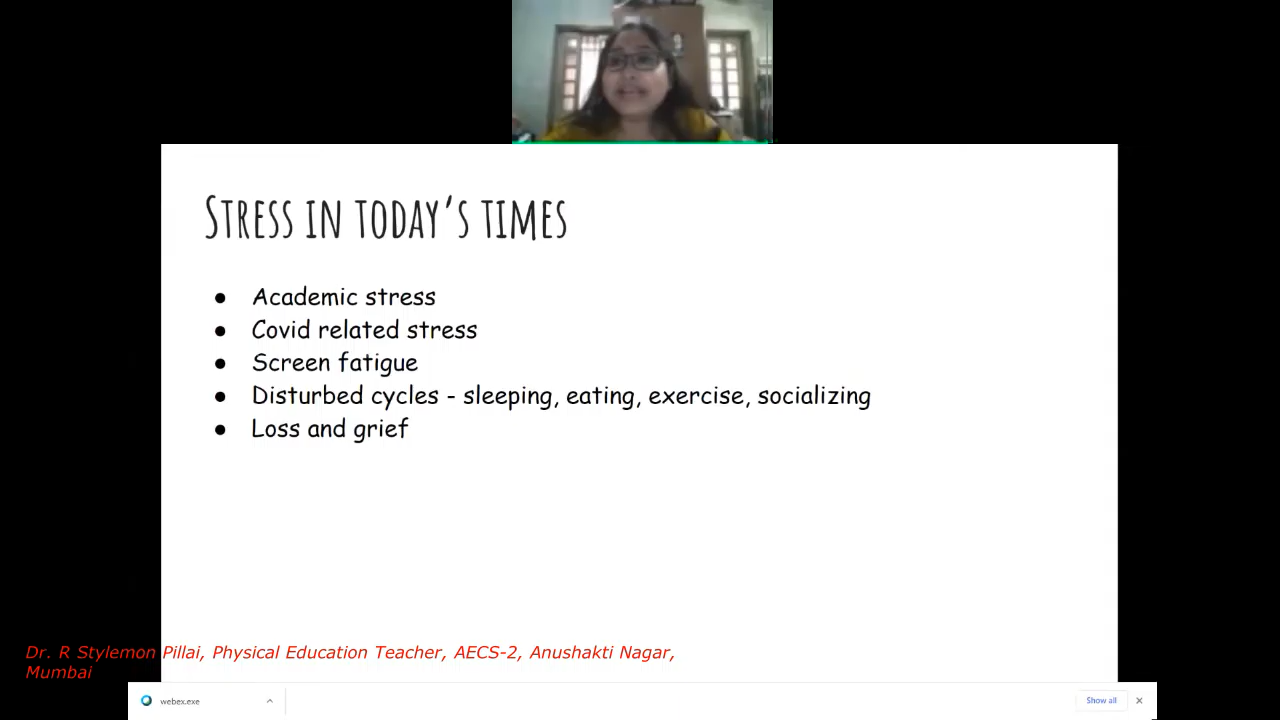 STRESS IN TODAY'S TIMES
● Academic stress
● Covid related stress
● Screen fatigue
● Disturbed cycles - sleeping, eating, exercise, socializing
● Loss and grief
Dr. R Stylemon Pillai, Physical Education Teacher, AECS-2, Anushakti Nagar,
Mumbai
webex.exe
Show all